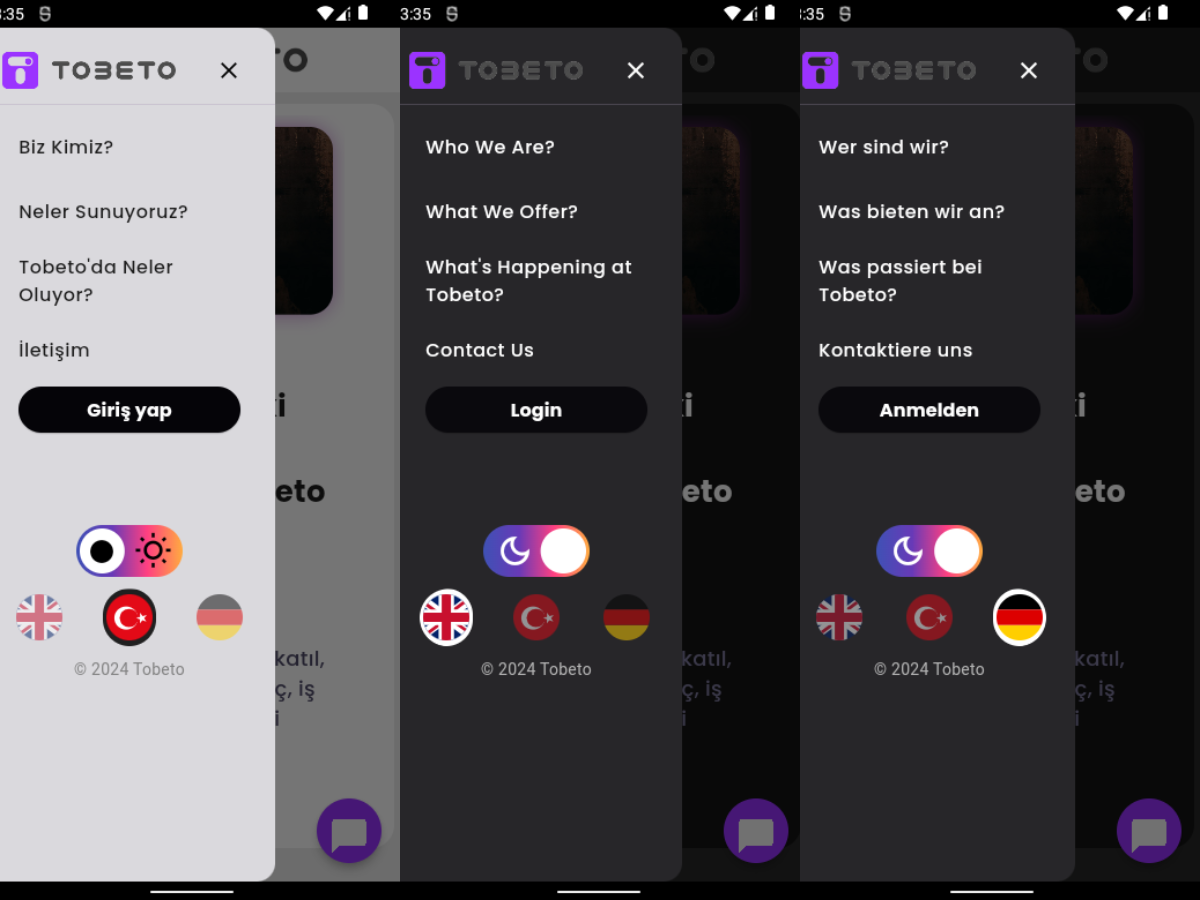 :35
TOBETO
Biz Kimiz?
Neler Sunuyoruz?
Tobeto'da Neler
Oluyor?
İletişim
Giriş yap
© 2024 Tobeto
eto
katıl,
ç, iş
i
3:35
TOBETO
Who We Are?
What We Offer?
What's Happening at
Tobeto?
Contact Us
Login
© 2024 Tobeto
eto
katıl,
ç, iş
i
:35
TOBETO
Wer sind wir?
Was bieten wir an?
Was passiert bei
Tobeto?
Kontaktiere uns
Anmelden
© 2024 Tobeto
eto
katıl,
ç, iş
i